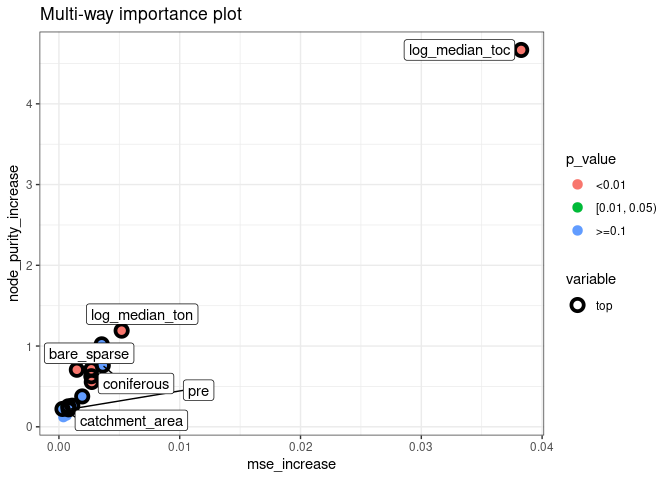 Multi-way importance plot
log_median_toc
log_median_ton
bare_sparse
coniferous
pre
catchment_area
node_purity_increase
4
3
2
1
0
0.00
0.01
0.02
0.03
0.04
mse_increase
p_value
<0.01
[0.01, 0.05)
>=0.1
variable
top